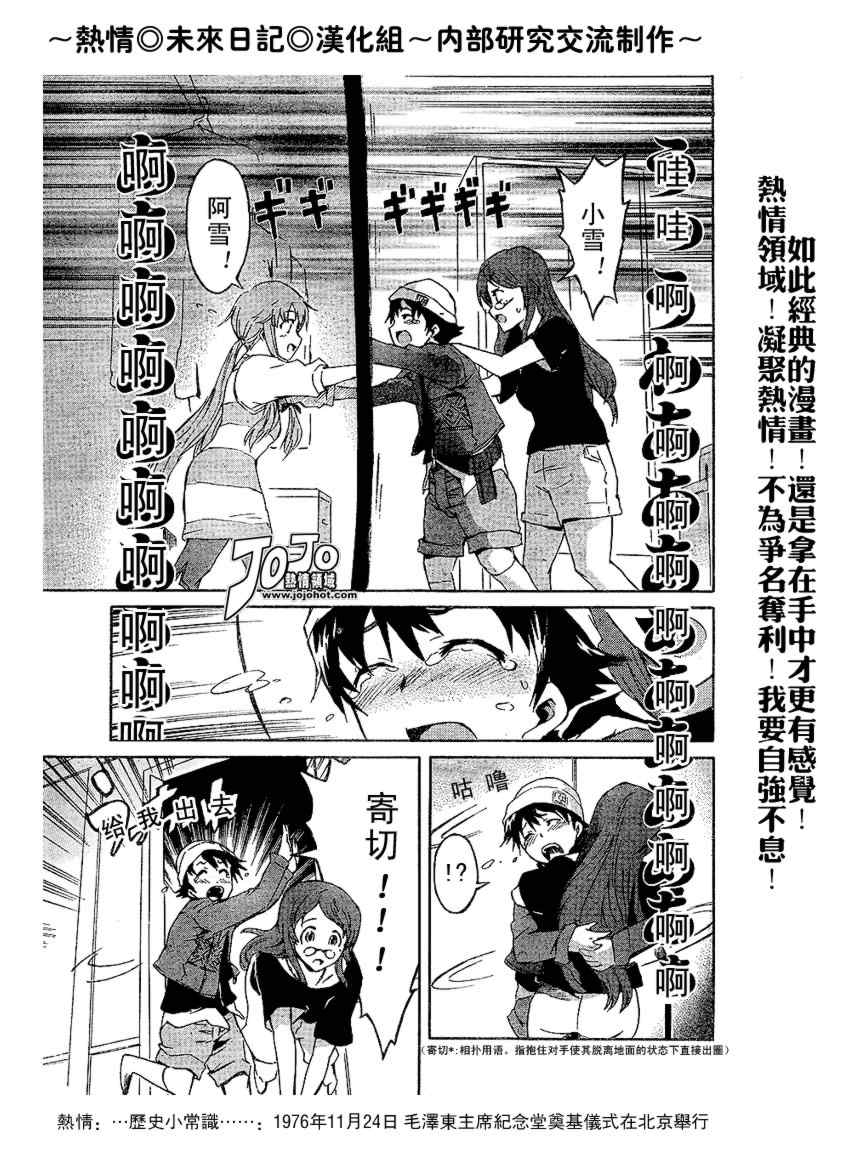 ～熱情◎未來日記◎漢化組～内部研究交流制作～
如此經典的漫畫！還是拿在手中才更有感覺！
熱情領域！凝聚熱情！不為爭名奪利！我要自強不息！
哇哇啊啊啊啊啊啊啊啊啊啊啊啊啊
小雪！
ギギギギ
ギギ
阿雪！
啊啊啊啊啊啊啊啊啊啊
JOJO
熱情領域
www.jojohot.com
咕嚕
!?
（寄切*:相扑用语。指抱住对手使其脱离地面的状态下直接出圈）
寄切！！！
给我出去
熱情：…歷史小常識……：1976年11月24日 毛澤東主席紀念堂奠基儀式在北京舉行